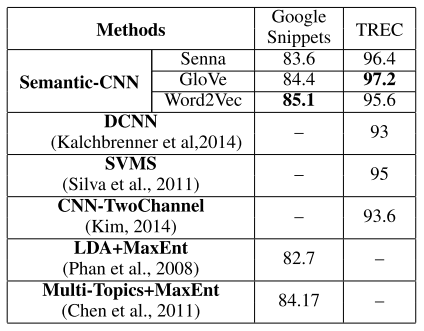 Methods Google Snippets TREC
Semantic-CNN Senna 83.6 96.4
GloVe 84.4 97.2
Word2Vec 85.1 95.6
DCNN
(Kalchbrenner et al,2014) – 93
SVMS
(Silva et al., 2011) – 95
CNN-TwoChannel
(Kim, 2014) – 93.6
LDA+MaxEnt
(Phan et al., 2008) 82.7 –
Multi-Topics+MaxEnt
(Chen et al., 2011) 84.17 –